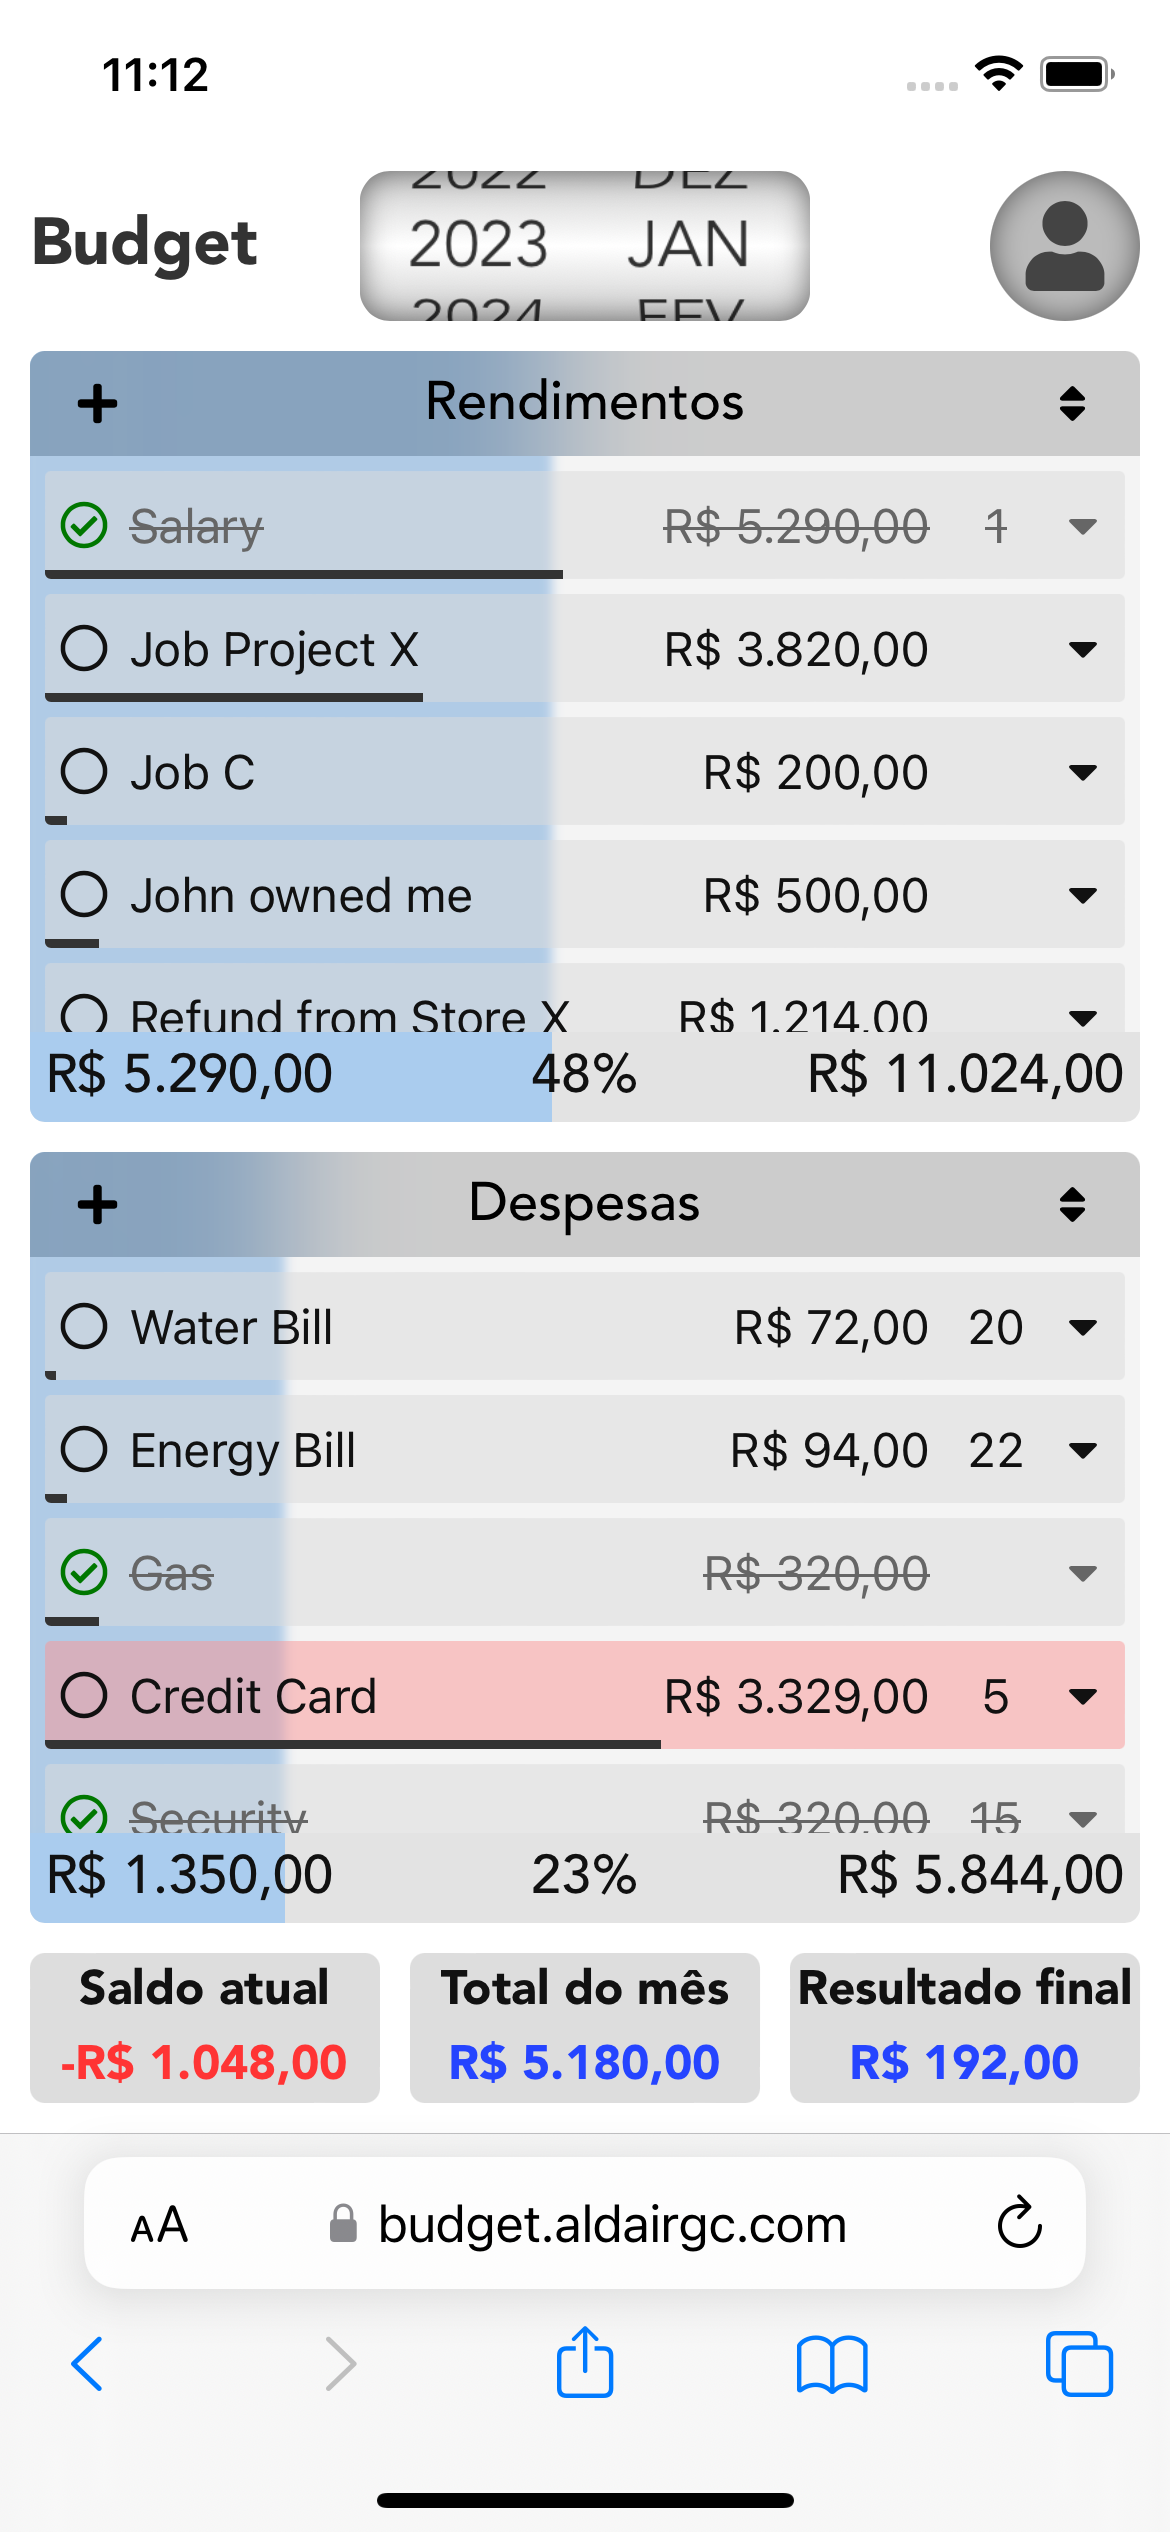 11:12
2022 DEZ
Budget 2023 JAN
2024 FEV
Rendimentos
Salary R$ 5.290,00 1
Job Project X R$ 3.820,00
Job C R$ 200,00
John owned me R$ 500,00
Refund from Store X R$ 1.214,00
R$ 5.290,00 48% R$ 11.024,00
Despesas
Water Bill R$ 72,00 20
Energy Bill R$ 94,00 22
Gas R$ 320,00
Credit Card R$ 3.329,00 5
Security R$ 320,00 15
R$ 1.350,00 23% R$ 5.844,00
Saldo atual Total do mês Resultado final
-R$ 1.048,00 R$ 5.180,00 R$ 192,00
AA budget.aldairgc.com